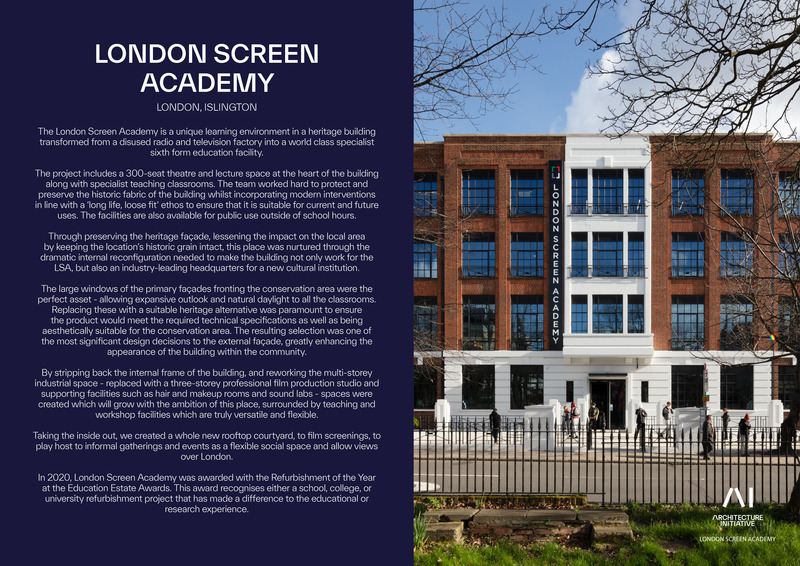 LONDON SCREEN
ACADEMY
LONDON, ISLINGTON
The London Screen Academy is a unique learning environment in a heritage building
transformed from a disused radio and television factory into a world class specialist
sixth form education facility.
The project includes a 300-seat theatre and lecture space at the heart of the building
along with specialist teaching classrooms. The team worked hard to protect and
preserve the historic fabric of the building whilst incorporating modern interventions
in line with a 'long life, loose fit' ethos to ensure that it is suitable for current and future
uses. The facilities are also available for public use outside of school hours.
Through preserving the heritage façade, lessening the impact on the local area
by keeping the location's historic grain intact, this place was nurtured through the
dramatic internal reconfiguration needed to make the building not only work for the
LSA, but also an industry-leading headquarters for a new cultural institution.
The large windows of the primary façades fronting the conservation area were the
perfect asset - allowing expansive outlook and natural daylight to all the classrooms.
Replacing these with a suitable heritage alternative was paramount to ensure
the product would meet the required technical specifications as well as being
aesthetically suitable for the conservation area. The resulting selection was one of
the most significant design decisions to the external façade, greatly enhancing the
appearance of the building within the community.
By stripping back the internal frame of the building, and reworking the multi-storey
industrial space - replaced with a three-storey professional film production studio and
supporting facilities such as hair and makeup rooms and sound labs - spaces were
created which will grow with the ambition of this place, surrounded by teaching and
workshop facilities which are truly versatile and flexible.
Taking the inside out, we created a whole new rooftop courtyard, to film screenings, to
play host to informal gatherings and events as a flexible social space and allow views
over London.
In 2020, London Screen Academy was awarded with the Refurbishment of the Year
at the Education Estate Awards. This award recognises either a school, college, or
university refurbishment project that has made a difference to the educational or
research experience.
LONDON SCREEN ACADEMY
AI
ARCHITECTURE
INITIATIVE
LONDON SCREEN ACADEMY